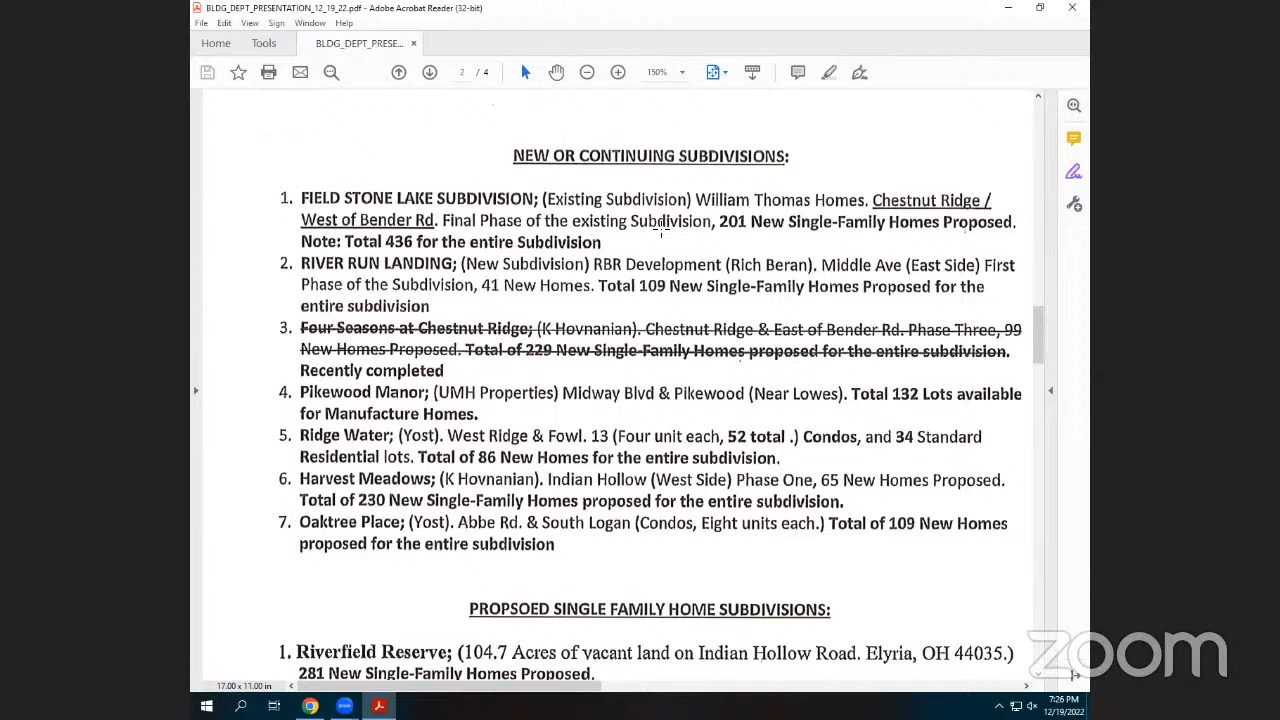 BLDG_DEPT_PRESENTATION_12_19_22.pdf - Adobe Acrobat Reader (32-bit)
File Edit View Sign Window Help
Home Tools BLDG_DEPT_PRESE... ×
2 / 4 150%
NEW OR CONTINUING SUBDIVISIONS:
1. FIELD STONE LAKE SUBDIVISION; (Existing Subdivision) William Thomas Homes. Chestnut Ridge /
West of Bender Rd. Final Phase of the existing Subdivision, 201 New Single-Family Homes Proposed.
Note: Total 436 for the entire Subdivision
2. RIVER RUN LANDING; (New Subdivision) RBR Development (Rich Beran). Middle Ave (East Side) First
Phase of the Subdivision, 41 New Homes. Total 109 New Single-Family Homes Proposed for the
entire subdivision
3. Four Seasons at Chestnut Ridge; (K Hovnanian). Chestnut Ridge & East of Bender Rd. Phase Three, 99
New Homes Proposed. Total of 229 New Single-Family Homes proposed for the entire subdivision.
Recently completed
4. Pikewood Manor; (UMH Properties) Midway Blvd & Pikewood (Near Lowes). Total 132 Lots available
for Manufacture Homes.
5. Ridge Water; (Yost). West Ridge & Fowl. 13 (Four unit each, 52 total .) Condos, and 34 Standard
Residential lots. Total of 86 New Homes for the entire subdivision.
6. Harvest Meadows; (K Hovnanian). Indian Hollow (West Side) Phase One, 65 New Homes Proposed.
Total of 230 New Single-Family Homes proposed for the entire subdivision.
7. Oaktree Place; (Yost). Abbe Rd. & South Logan (Condos, Eight units each.) Total of 109 New Homes
proposed for the entire subdivision
PROPSOED SINGLE FAMILY HOME SUBDIVISIONS:
1. Riverfield Reserve; (104.7 Acres of vacant land on Indian Hollow Road. Elyria, OH 44035.)
281 New Single-Family Homes Proposed.
zoom
17.00 x 11.00 in
7:26 PM
12/19/2022